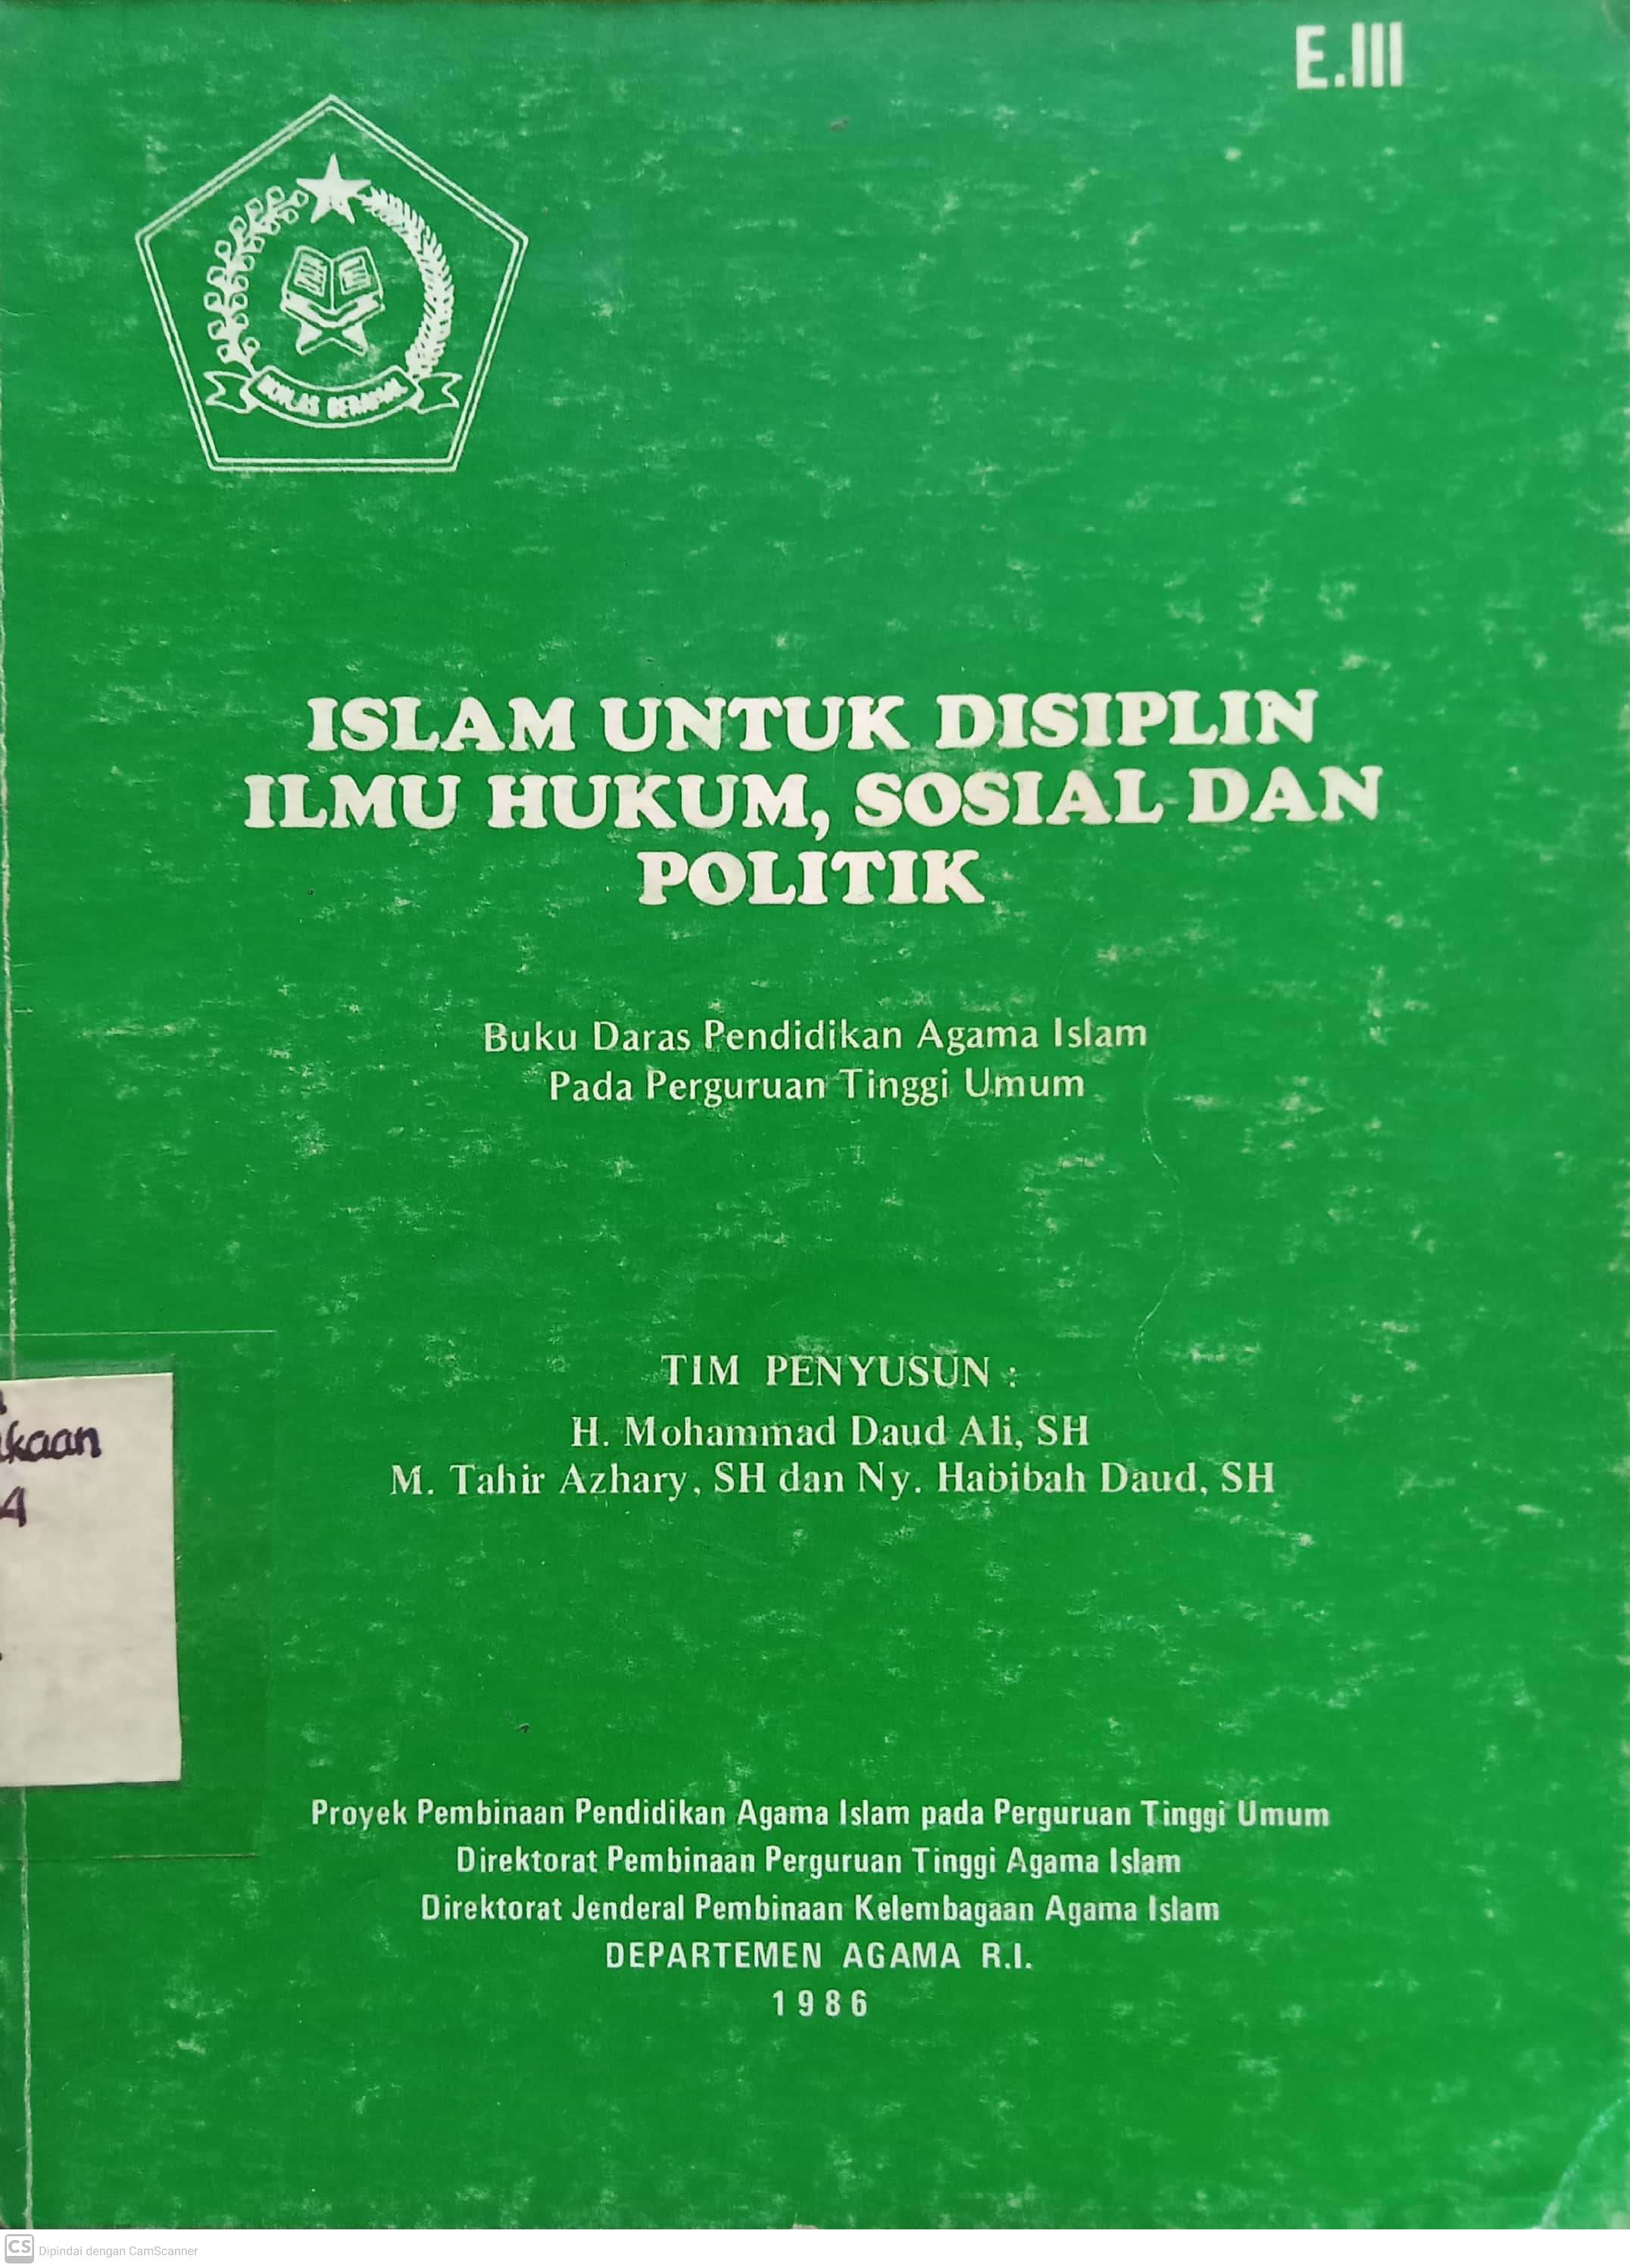 E.III
IKHLAS BERAMAL
ISLAM UNTUK DISIPLIN
ILMU HUKUM, SOSIAL DAN
POLITIK
Buku Daras Pendidikan Agama Islam
Pada Perguruan Tinggi Umum
TIM PENYUSUN :
H. Mohammad Daud Ali, SH
M. Tahir Azhary, SH dan Ny. Habibah Daud, SH
kaan
4
Proyek Pembinaan Pendidikan Agama Islam pada Perguruan Tinggi Umum
Direktorat Pembinaan Perguruan Tinggi Agama Islam
Direktorat Jenderal Pembinaan Kelembagaan Agama Islam
DEPARTEMEN AGAMA R.I.
1986
CS Dipindai dengan CamScanner